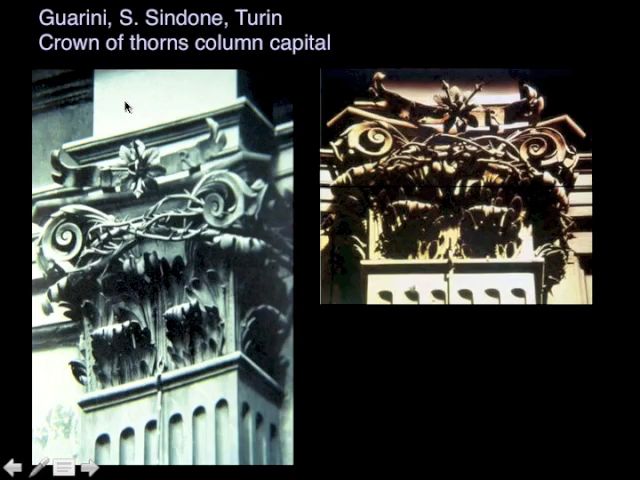 Guarini, S. Sindone, Turin
Crown of thorns column capital